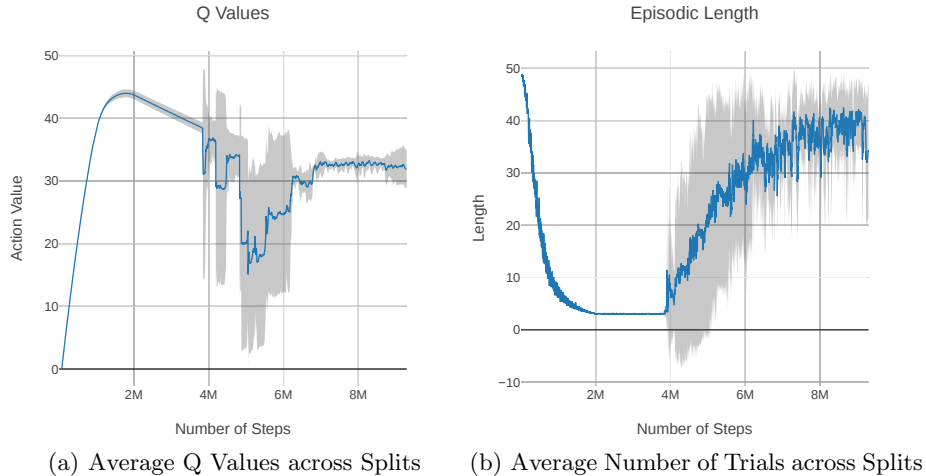 Q Values
50
40
30
20
10
0
Action Value
2M
4M
6M
8M
Number of Steps
(a) Average Q Values across Splits
Episodic Length
50
40
30
20
10
0
−10
Length
2M
4M
6M
8M
Number of Steps
(b) Average Number of Trials across Splits